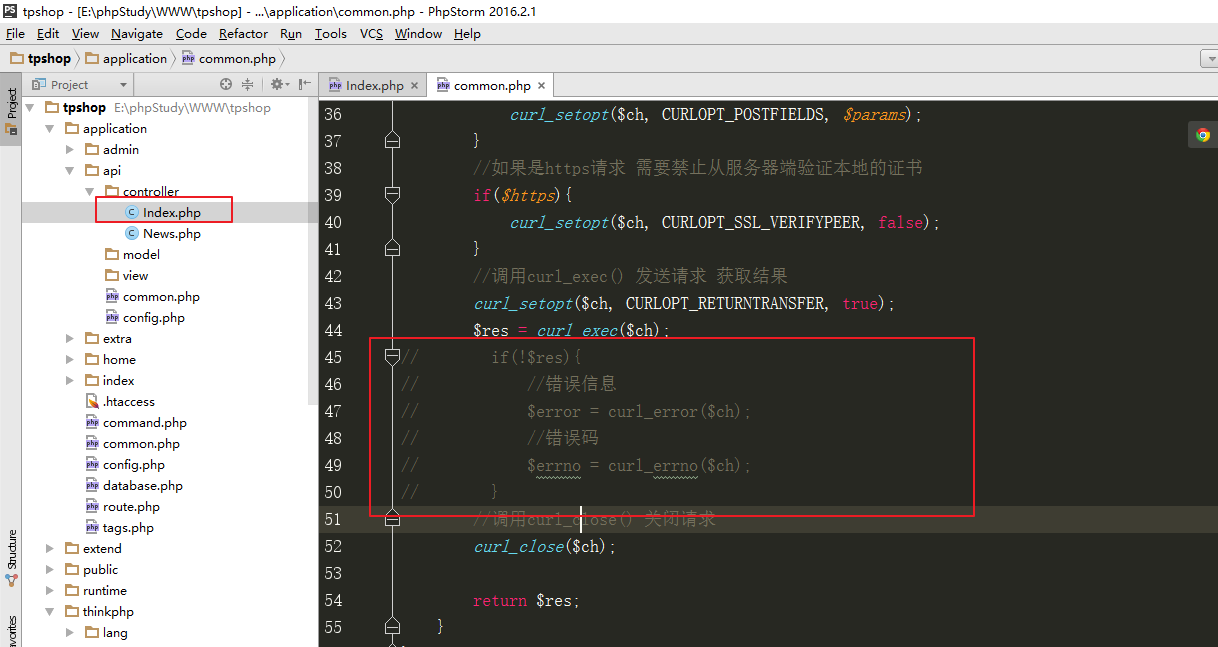 tpshop - [E:\phpStudy\WWW\tpshop] - ...\application\common.php - PhpStorm 2016.2.1
File Edit View Navigate Code Refactor Run Tools VCS Window Help
tpshop application common.php
Project
Project
Index.php
common.php
tpshop E:\phpStudy\WWW\tpshop
application
admin
api
controller
Index.php
News.php
model
view
common.php
config.php
extra
home
index
.htaccess
command.php
common.php
config.php
database.php
route.php
tags.php
extend
public
runtime
thinkphp
lang
Structure
36 curl_setopt($ch, CURLOPT_POSTFIELDS, $params);
37 }
38 //如果是https请求 需要禁止从服务器端验证本地的证书
39 if($https){
40 curl_setopt($ch, CURLOPT_SSL_VERIFYPEER, false);
41 }
42 //调用curl_exec() 发送请求 获取结果
43 curl_setopt($ch, CURLOPT_RETURNTRANSFER, true);
44 $res = curl_exec($ch);
45 // if(!$res){
46 // //错误信息
47 // $error = curl_error($ch);
48 // //错误码
49 // $errno = curl_errno($ch);
50 // }
51 //调用curl_close() 关闭请求
52 curl_close($ch);
53
54 return $res;
55 }